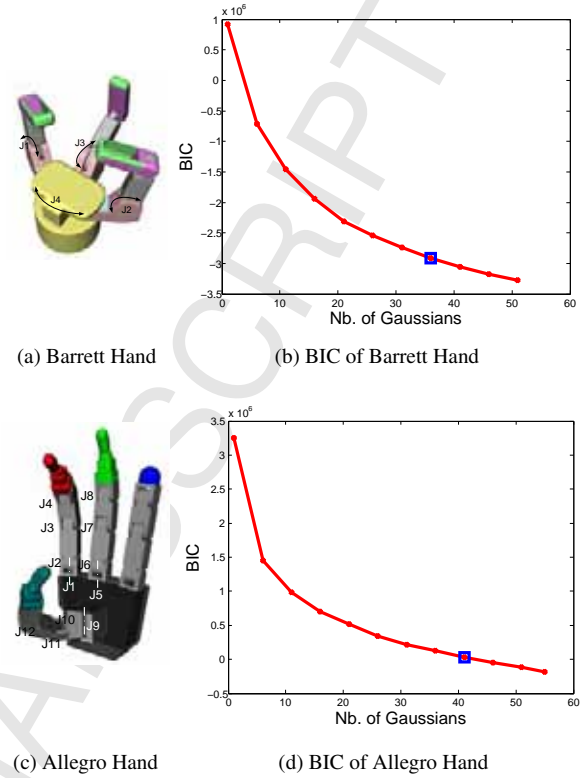 x 10⁶
1
0.5
0
−0.5
−1
−1.5
−2
−2.5
−3
−3.5
BIC
0 10 20 30 40 50 60
Nb. of Gaussians
J1
J3
J4
J2
(a) Barrett Hand
(b) BIC of Barrett Hand
x 10⁶
3.5
3
2.5
2
1.5
1
0.5
0
−0.5
BIC
0 10 20 30 40 50 60
Nb. of Gaussians
J4
J8
J3
J7
J2
J6
J1
J5
J10
J9
J12
J11
(c) Allegro Hand
(d) BIC of Allegro Hand